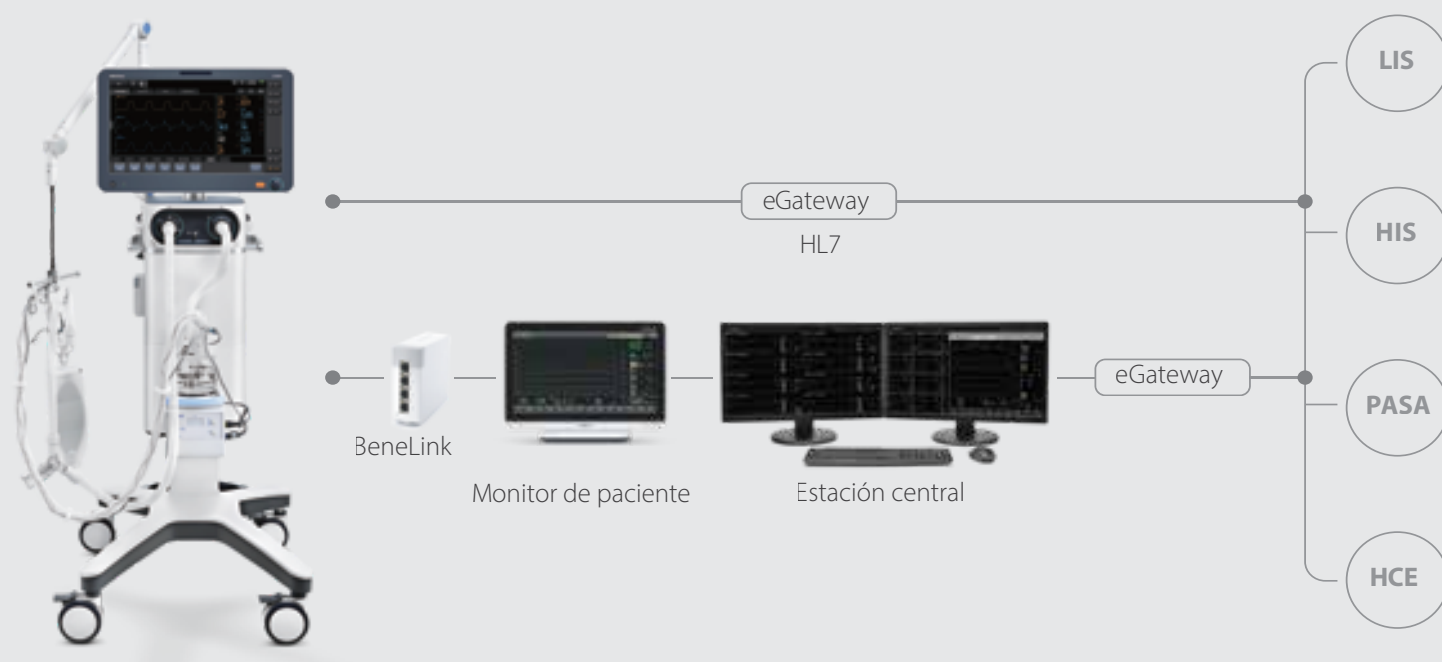 LIS
eGateway
HL7
HIS
BeneLink
Monitor de paciente
Estación central
eGateway
PASA
HCE